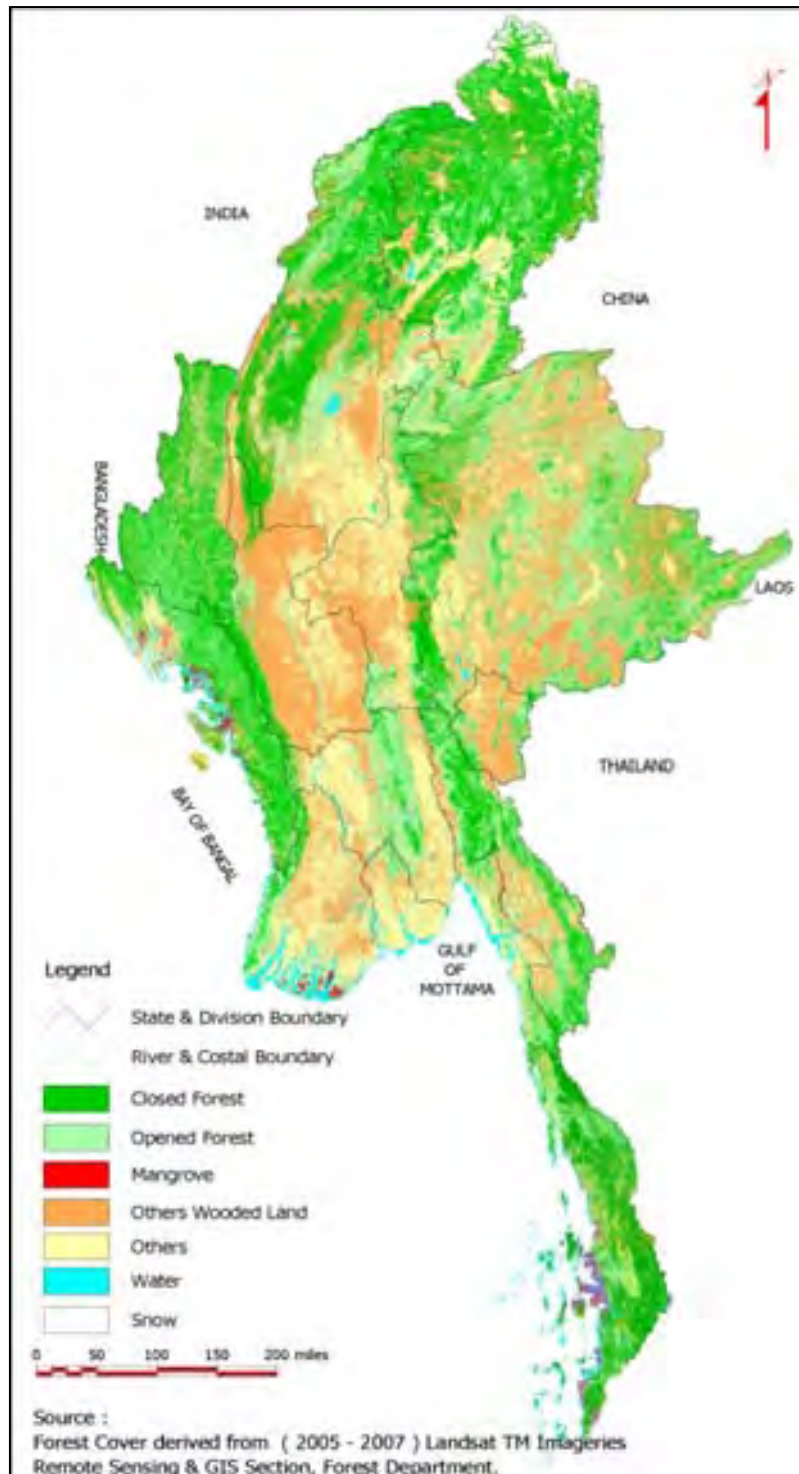 INDIA
CHINA
BANGLADESH
LAOS
THAILAND
BAY OF BANGAL
GULF
OF
MOTTAMA
Legend
State & Division Boundary
River & Costal Boundary
Closed Forest
Opened Forest
Mangrove
Others Wooded Land
Others
Water
Snow
0 50 100 150 200 miles
Source :
Forest Cover derived from ( 2005 - 2007 ) Landsat TM Imageries
Remote Sensing & GIS Section, Forest Department.